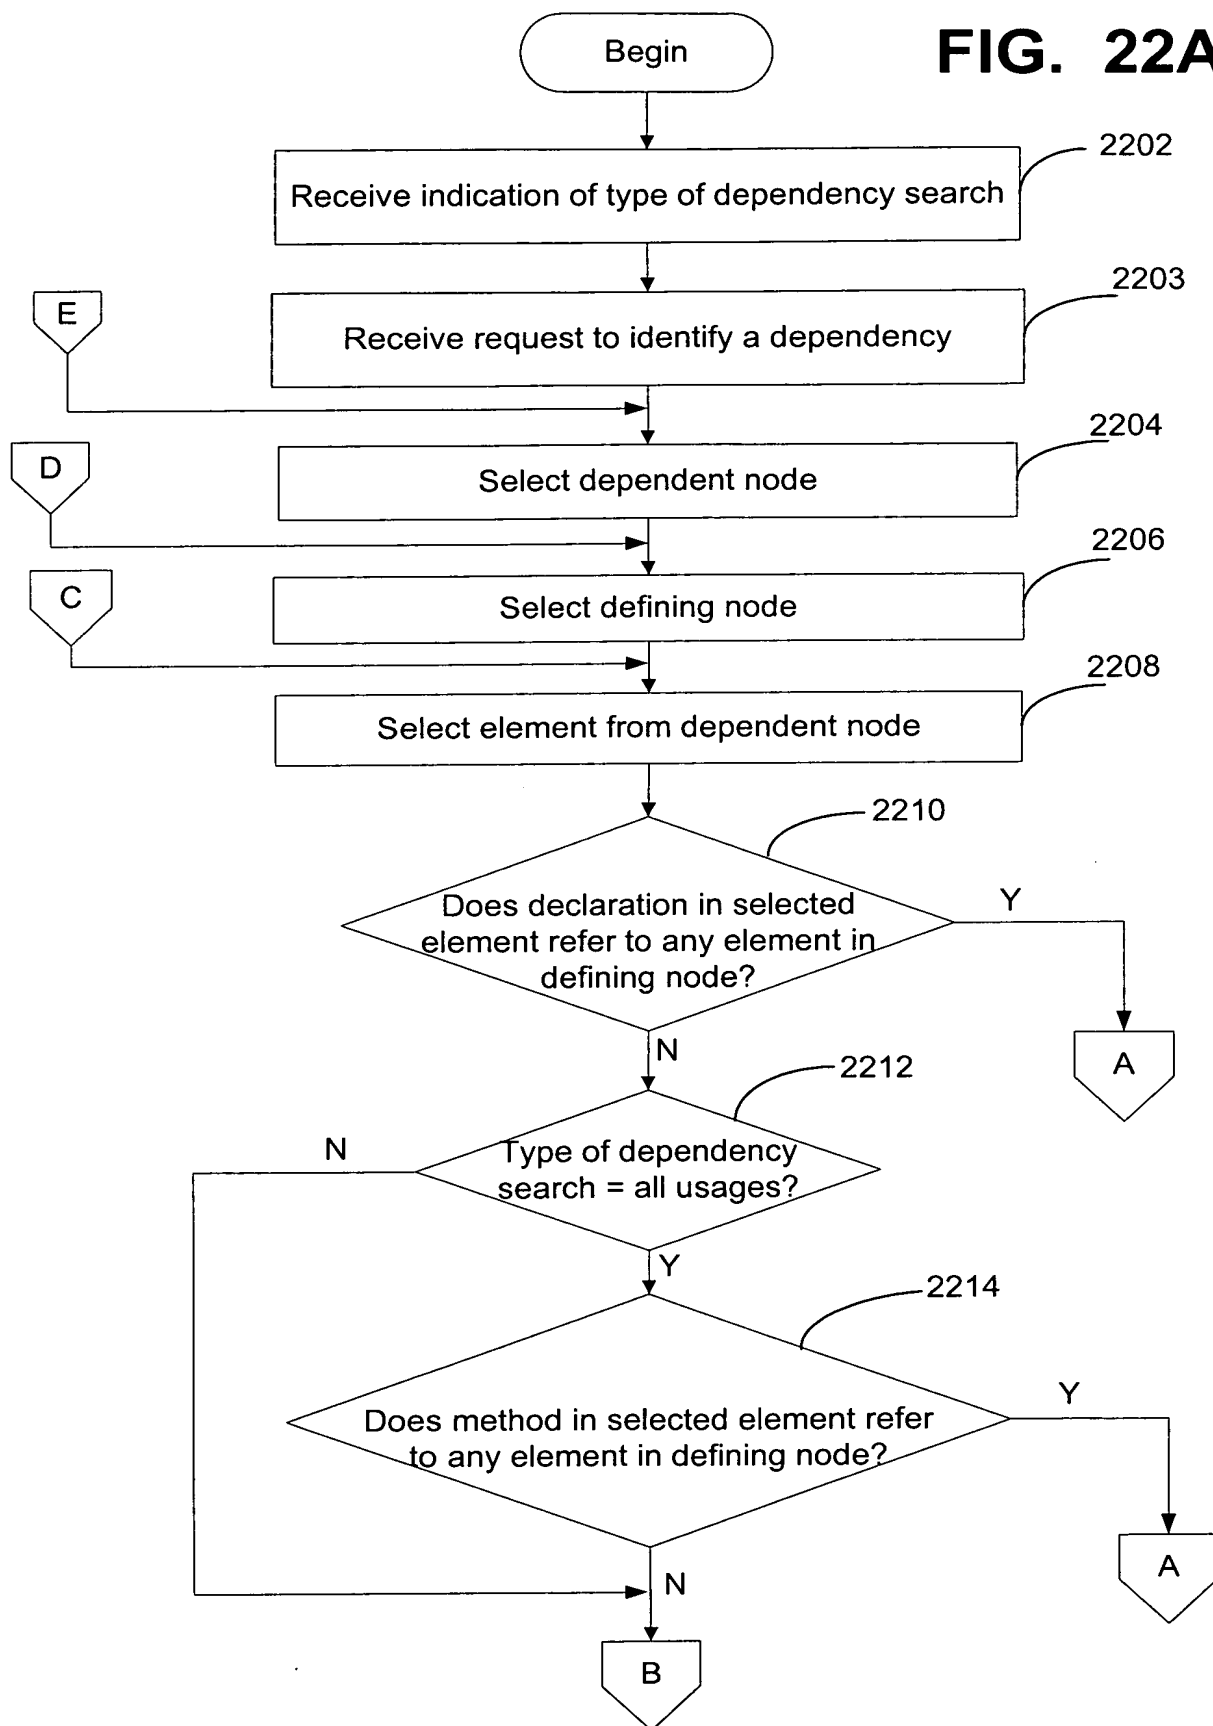 Begin
FIG. 22A
2202
Receive indication of type of dependency search
2203
E
Receive request to identify a dependency
2204
D
Select dependent node
2206
C
Select defining node
2208
Select element from dependent node
2210
Does declaration in selected
element refer to any element in
defining node?
Y
A
N
2212
N
Type of dependency
search = all usages?
Y
2214
Does method in selected element refer
to any element in defining node?
Y
A
N
B